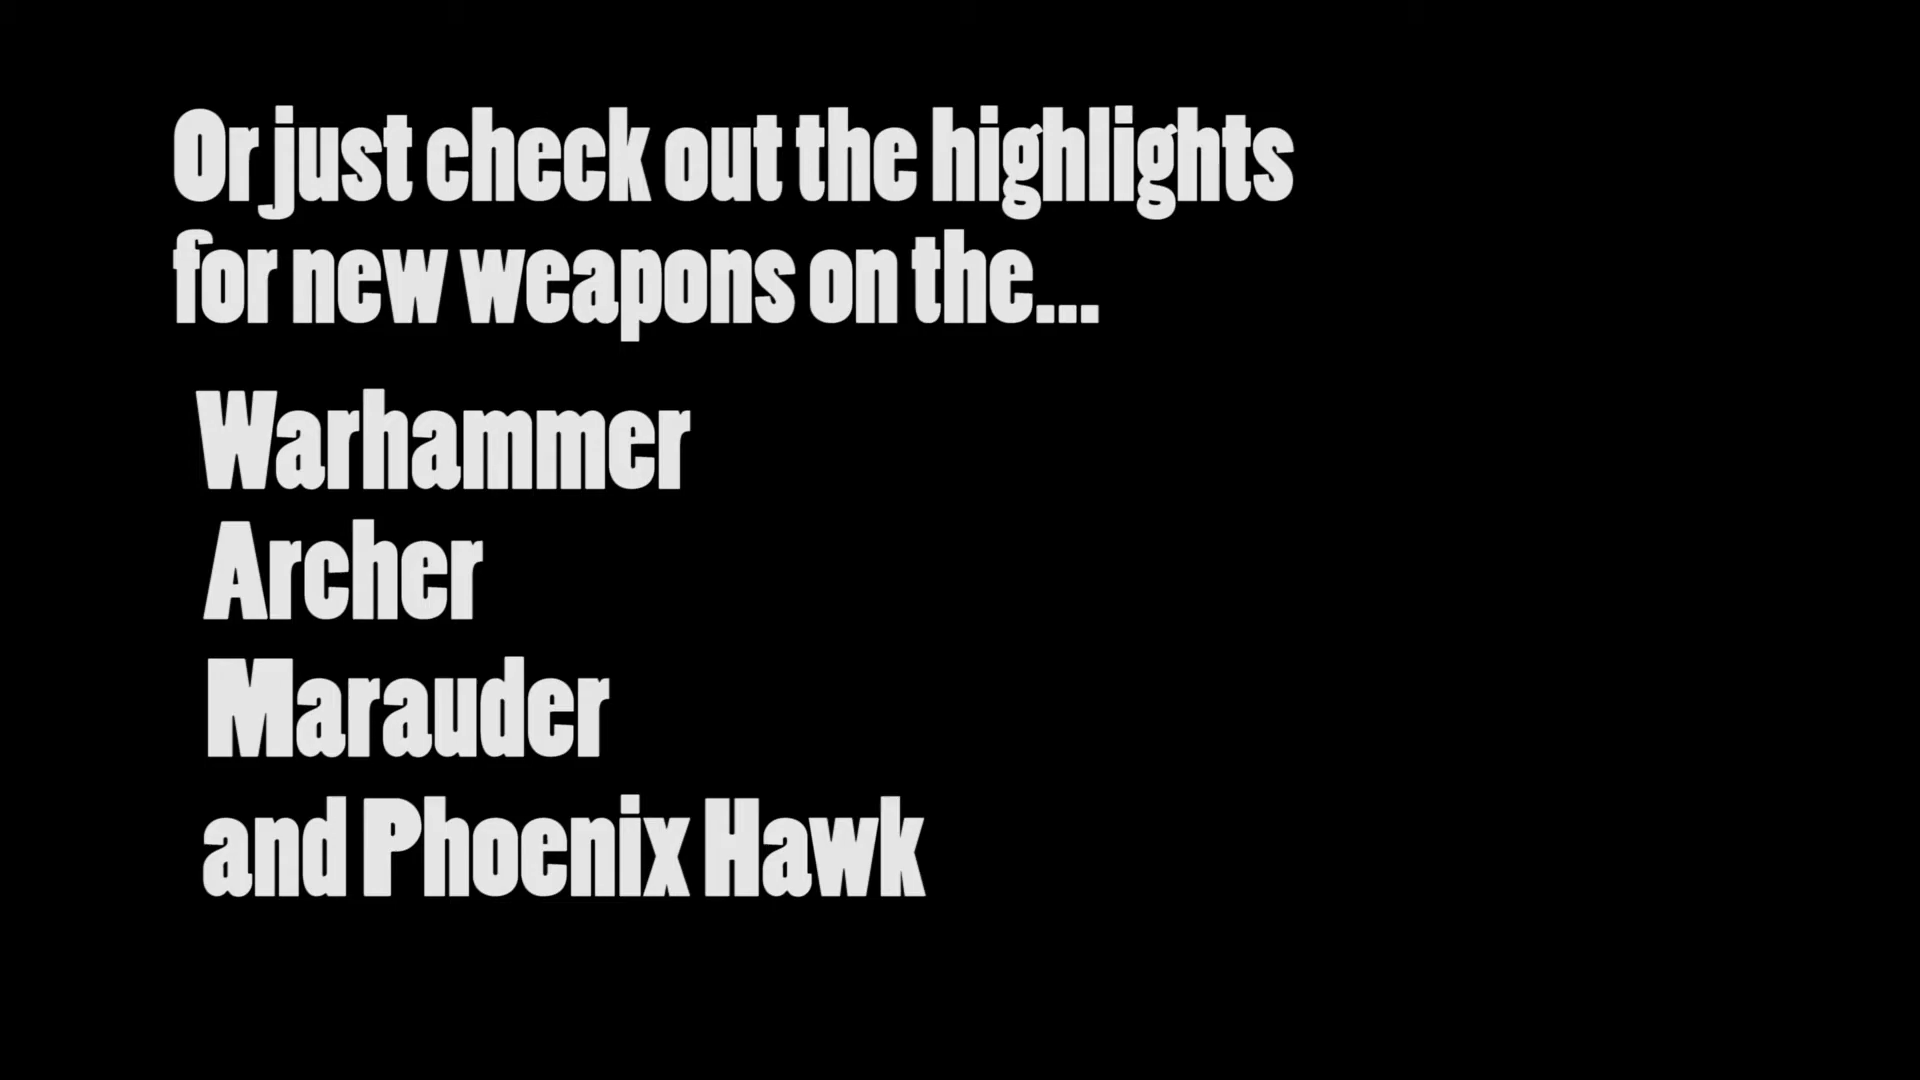 Or just check out the highlights
for new weapons on the...
Warhammer
Archer
Marauder
and Phoenix Hawk